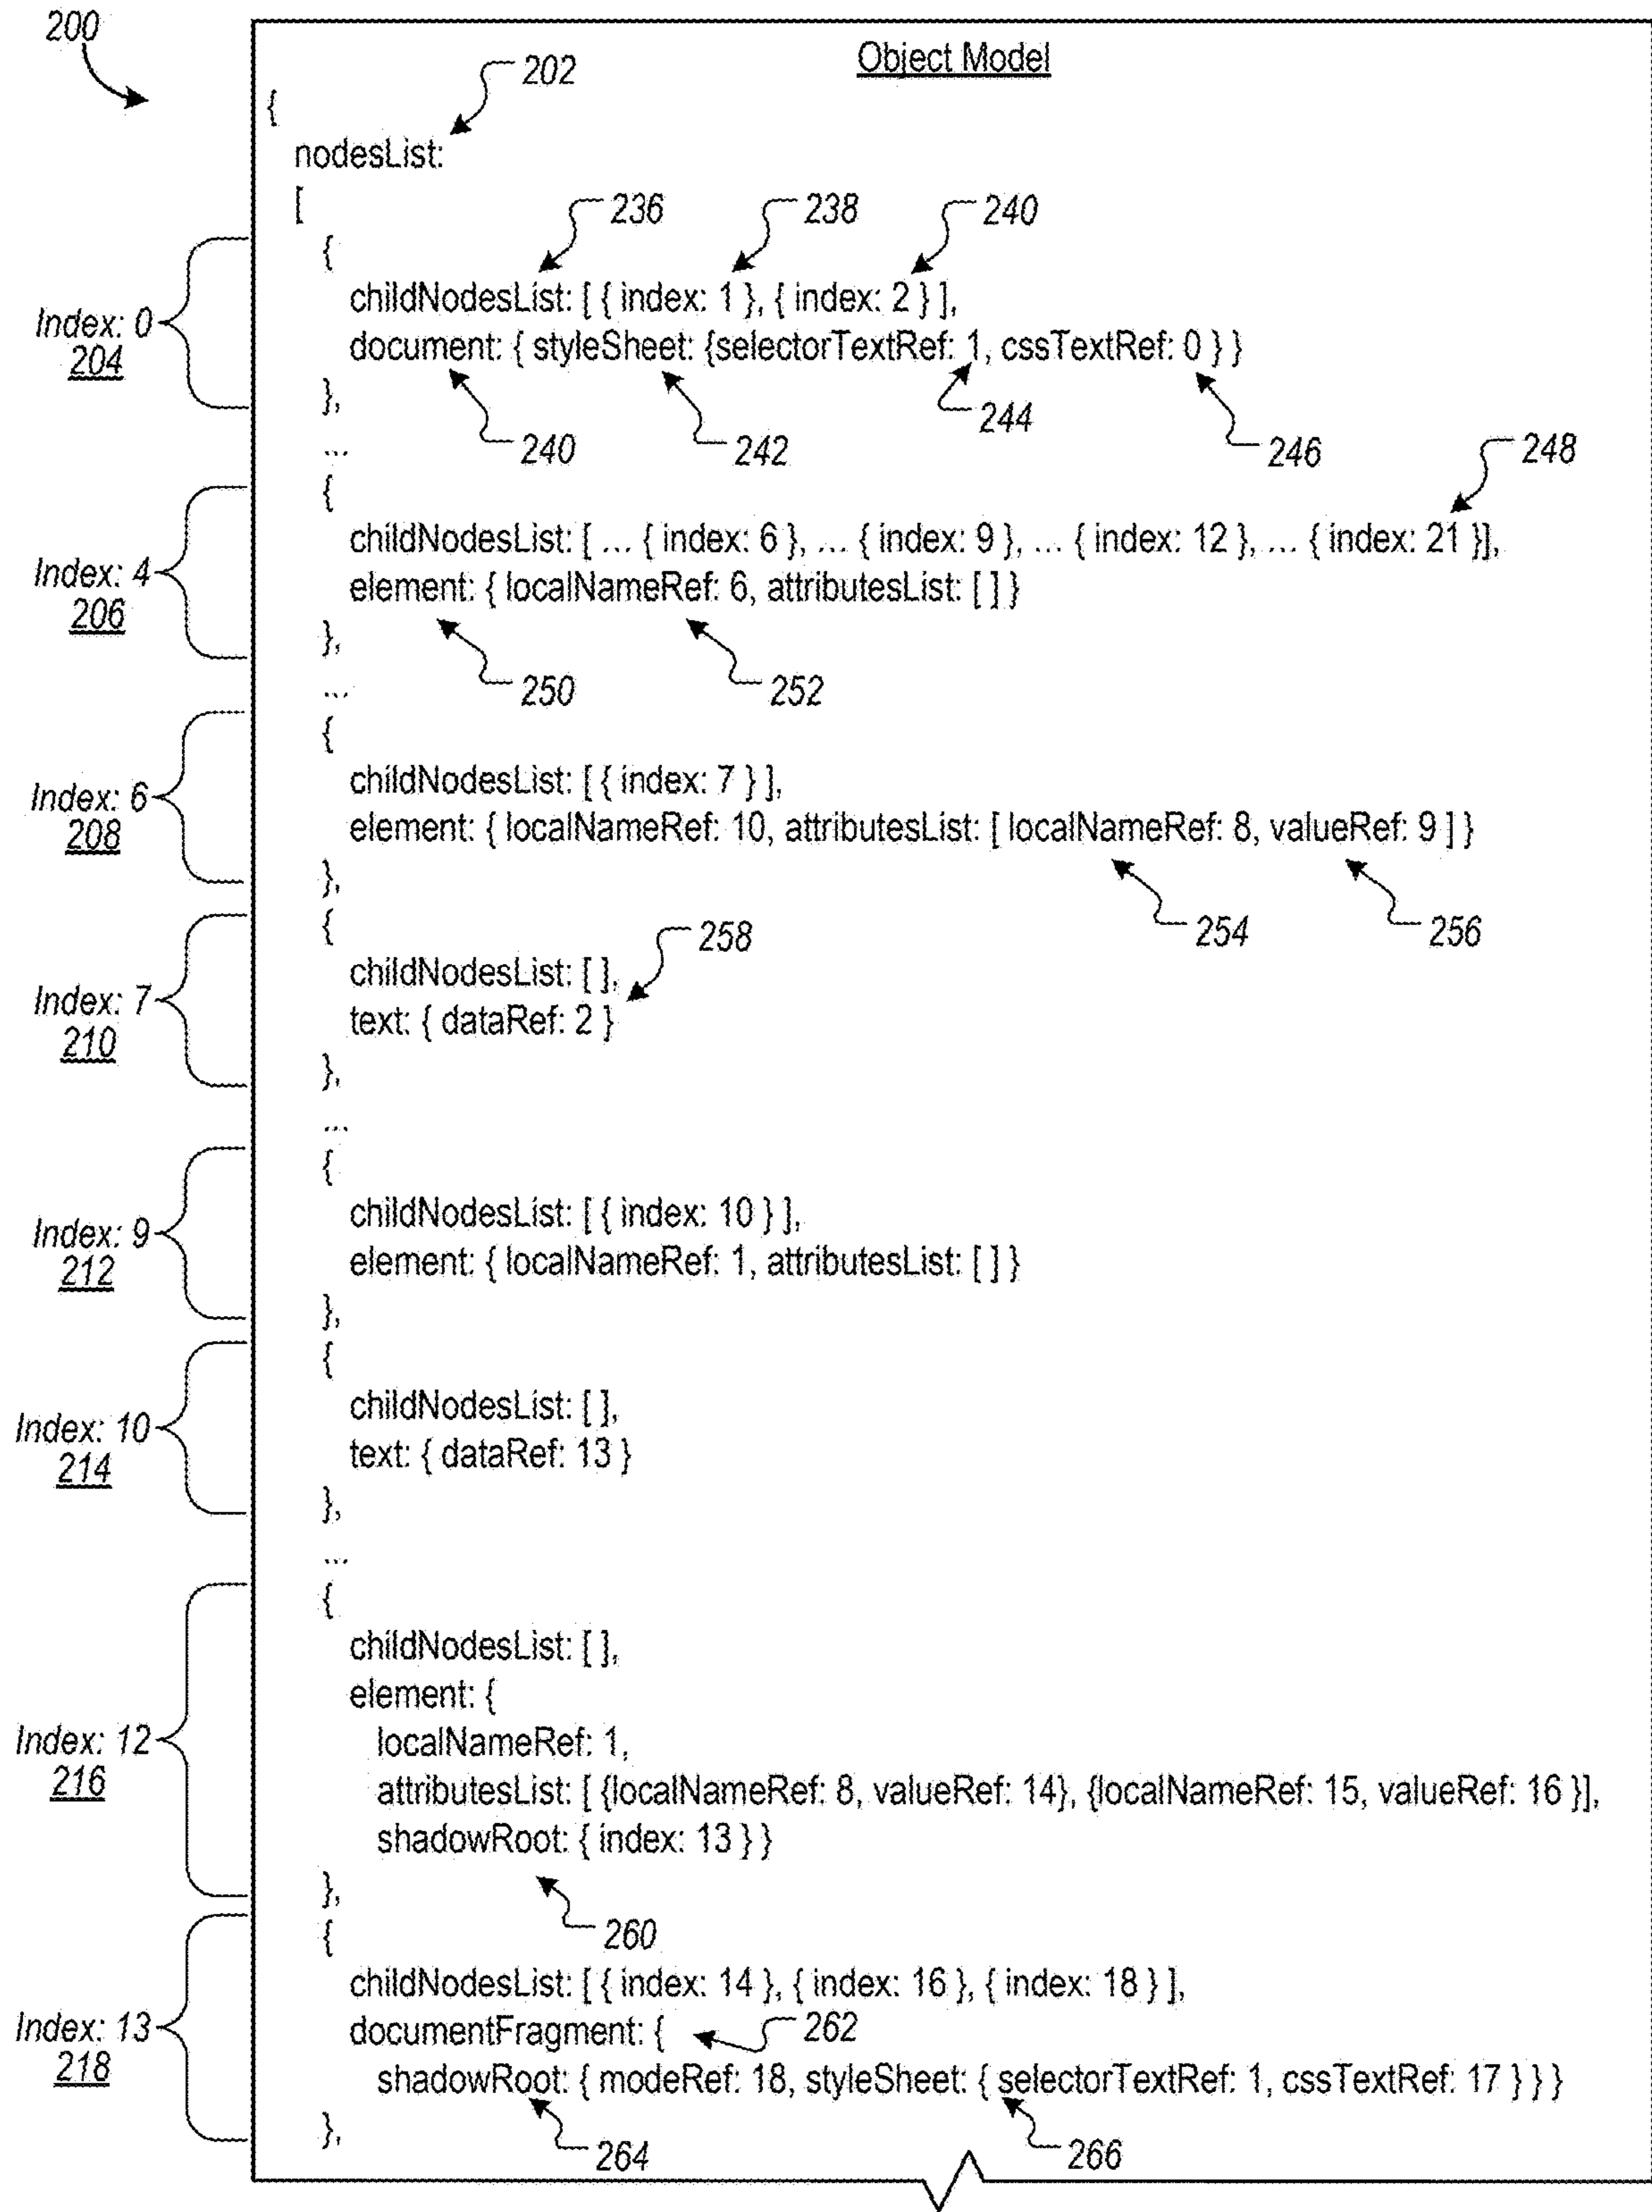 200
Object Model
202
{
nodesList:
[
236 238 240
{
childNodesList: [ { index: 1 }, { index: 2 } ],
Index: 0
204
document: { styleSheet: {selectorTextRef: 1, cssTextRef: 0 } }
},
244
240 242 246 248
...
{
childNodesList: [ ... { index: 6 }, ... { index: 9 }, ... { index: 12 }, ... { index: 21 }],
Index: 4
206
element: { localNameRef: 6, attributesList: [ ] }
},
250 252
...
{
childNodesList: [ { index: 7 } ],
Index: 6
208
element: { localNameRef: 10, attributesList: [ localNameRef: 8, valueRef: 9 ] }
},
254 256
{
258
childNodesList: [ ],
Index: 7
210
text: { dataRef: 2 }
},
...
{
childNodesList: [ { index: 10 } ],
Index: 9
212
element: { localNameRef: 1, attributesList: [ ] }
},
{
childNodesList: [ ],
Index: 10
214
text: { dataRef: 13 }
},
...
{
childNodesList: [ ],
element: {
Index: 12
216
localNameRef: 1,
attributesList: [ {localNameRef: 8, valueRef: 14}, {localNameRef: 15, valueRef: 16 }],
shadowRoot: { index: 13 } }
},
260
{
childNodesList: [ { index: 14 }, { index: 16 }, { index: 18 } ],
Index: 13
218
documentFragment: {
262
shadowRoot: { modeRef: 18, styleSheet: { selectorTextRef: 1, cssTextRef: 17 } } }
},
264 266